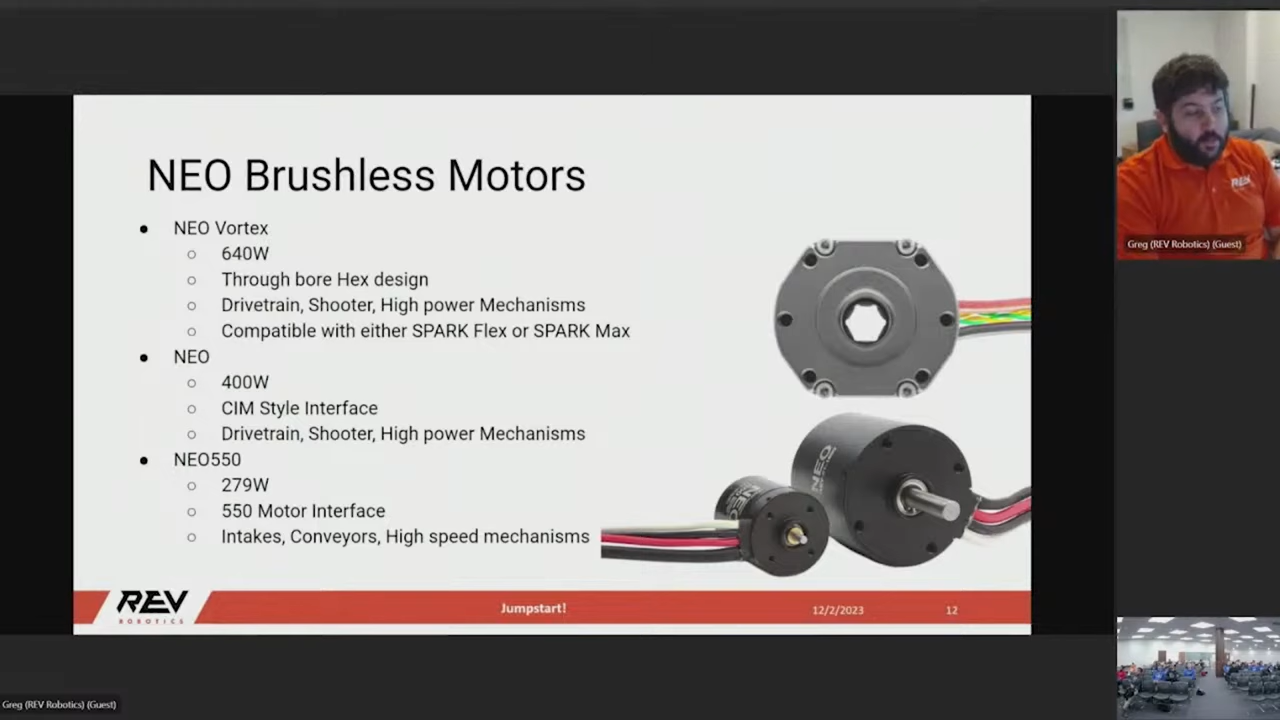 NEO Brushless Motors
NEO Vortex
640W
Through bore Hex design
Drivetrain, Shooter, High power Mechanisms
Compatible with either SPARK Flex or SPARK Max
NEO
400W
CIM Style Interface
Drivetrain, Shooter, High power Mechanisms
NEO550
279W
550 Motor Interface
Intakes, Conveyors, High speed mechanisms
NEO
NEO
REV
ROBOTICS
Jumpstart!
12/2/2023
12
REV
Greg (REV Robotics) (Guest)
Greg (REV Robotics) (Guest)